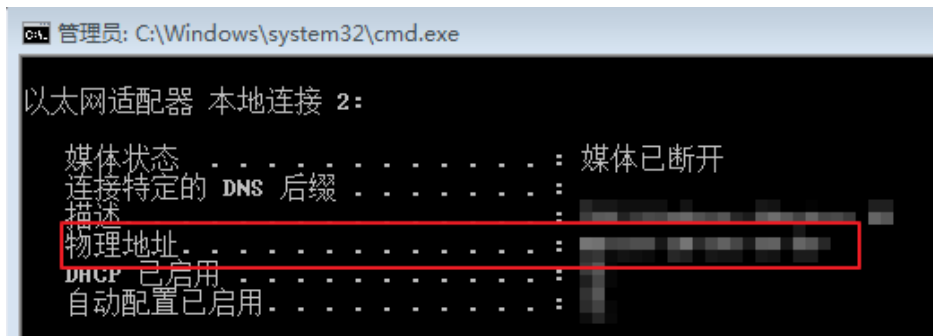 管理员: C:\Windows\system32\cmd.exe
以太网适配器 本地连接 2:
媒体状态 . . . . . . . . . . . . : 媒体已断开
连接特定的 DNS 后缀 . . . . . . . :
描述. . . . . . . . . . . . . . . :
物理地址. . . . . . . . . . . . . :
DHCP 已启用 . . . . . . . . . . . :
自动配置已启用. . . . . . . . . . :